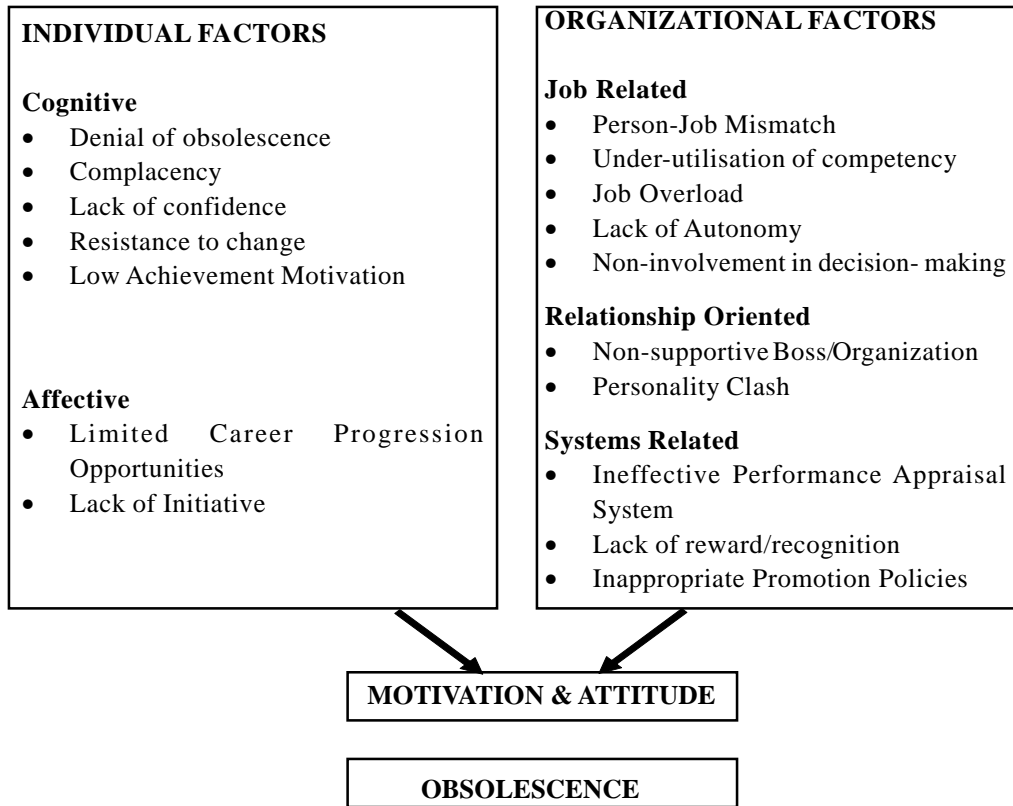 INDIVIDUAL FACTORS
Cognitive
• Denial of obsolescence
• Complacency
• Lack of confidence
• Resistance to change
• Low Achievement Motivation
Affective
• Limited Career Progression
Opportunities
• Lack of Initiative
ORGANIZATIONAL FACTORS
Job Related
• Person-Job Mismatch
• Under-utilisation of competency
• Job Overload
• Lack of Autonomy
• Non-involvement in decision- making
Relationship Oriented
• Non-supportive Boss/Organization
• Personality Clash
Systems Related
• Ineffective Performance Appraisal
System
• Lack of reward/recognition
• Inappropriate Promotion Policies
MOTIVATION & ATTITUDE
OBSOLESCENCE